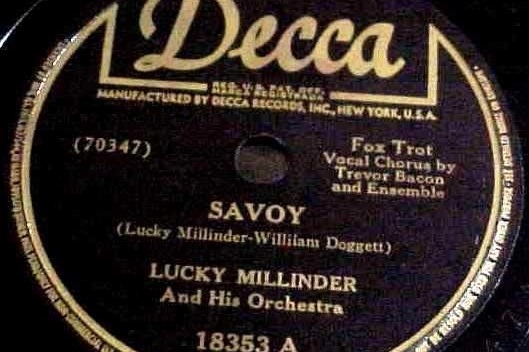 Decca
REG. U.S. PAT. OFF.
MANUFACTURED BY DECCA RECORDS, INC., NEW YORK, U.S.A.
(70347)
Fox Trot
Vocal Chorus by
Trevor Bacon
and Ensemble
SAVOY
(Lucky Millinder-William Doggett)
LUCKY MILLINDER
And His Orchestra
18353 A